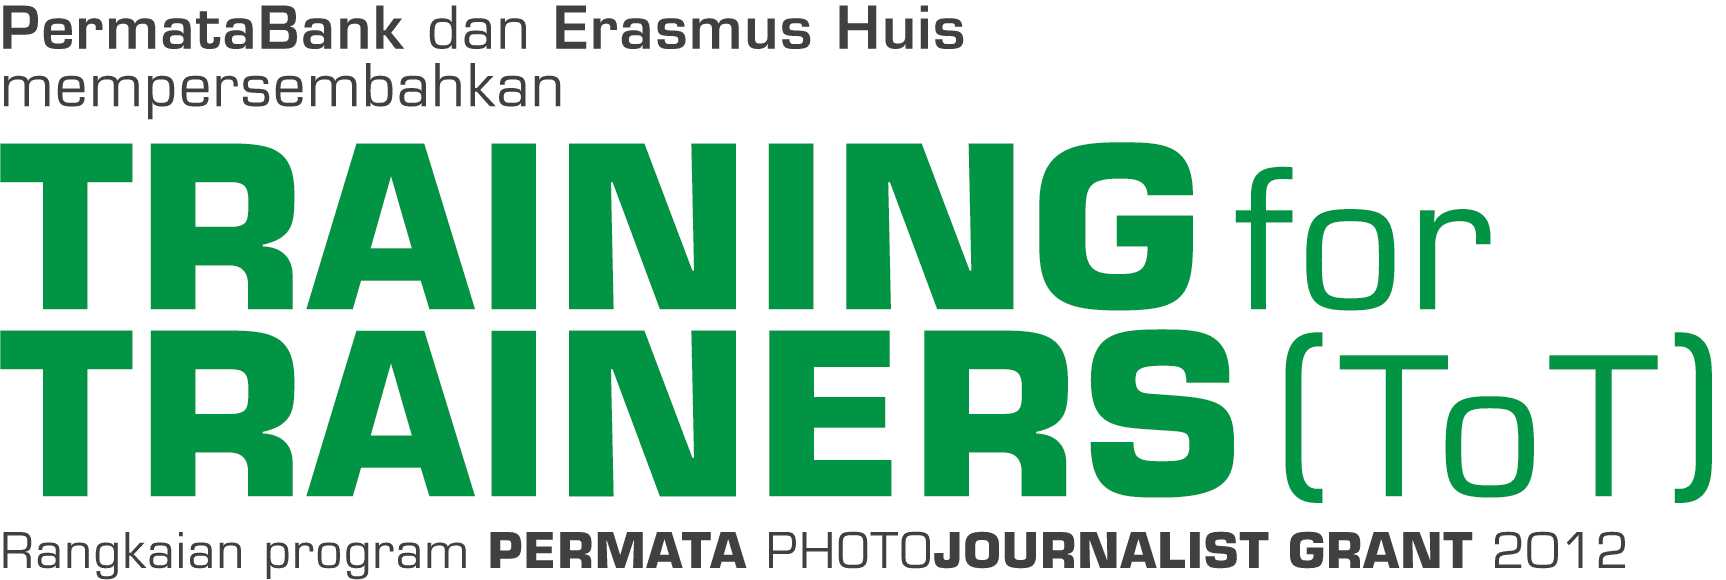 PermataBank dan Erasmus Huis
mempersembahkan
TRAINING for
TRAINERS (ToT)
Rangkaian program PERMATA PHOTOJOURNALIST GRANT 2012